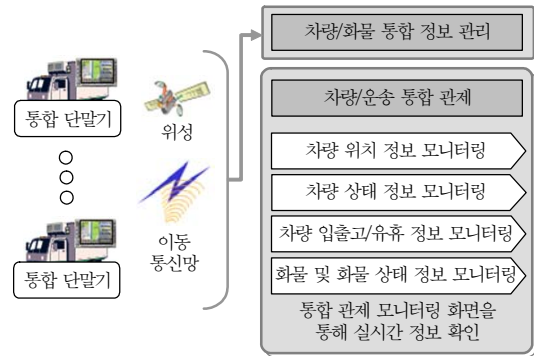 통합 단말기
통합 단말기
위성
이동
통신망
차량/화물 통합 정보 관리
차량/운송 통합 관제
차량 위치 정보 모니터링
차량 상태 정보 모니터링
차량 입출고/유휴 정보 모니터링
화물 및 화물 상태 정보 모니터링
통합 관제 모니터링 화면을
통해 실시간 정보 확인